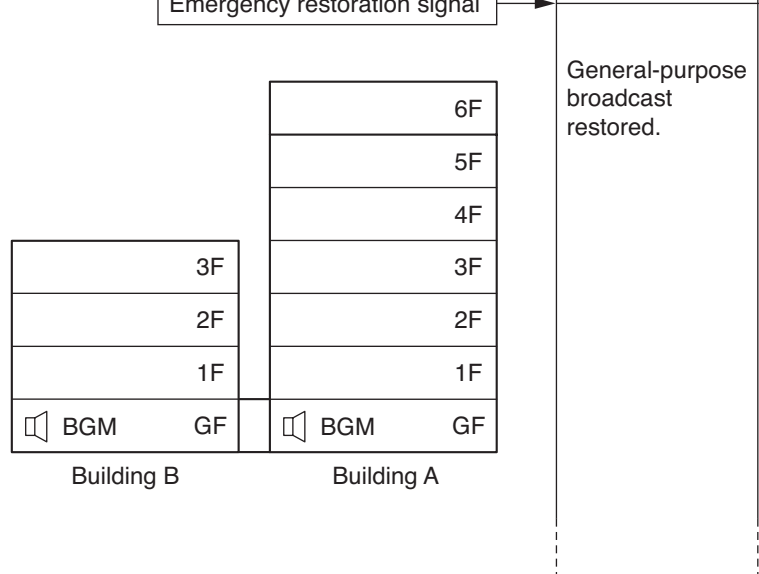 Emergency restoration signal
General-purpose
broadcast
restored.
6F
5F
4F
3F 3F
2F 2F
1F 1F
BGM GF BGM GF
Building B Building A